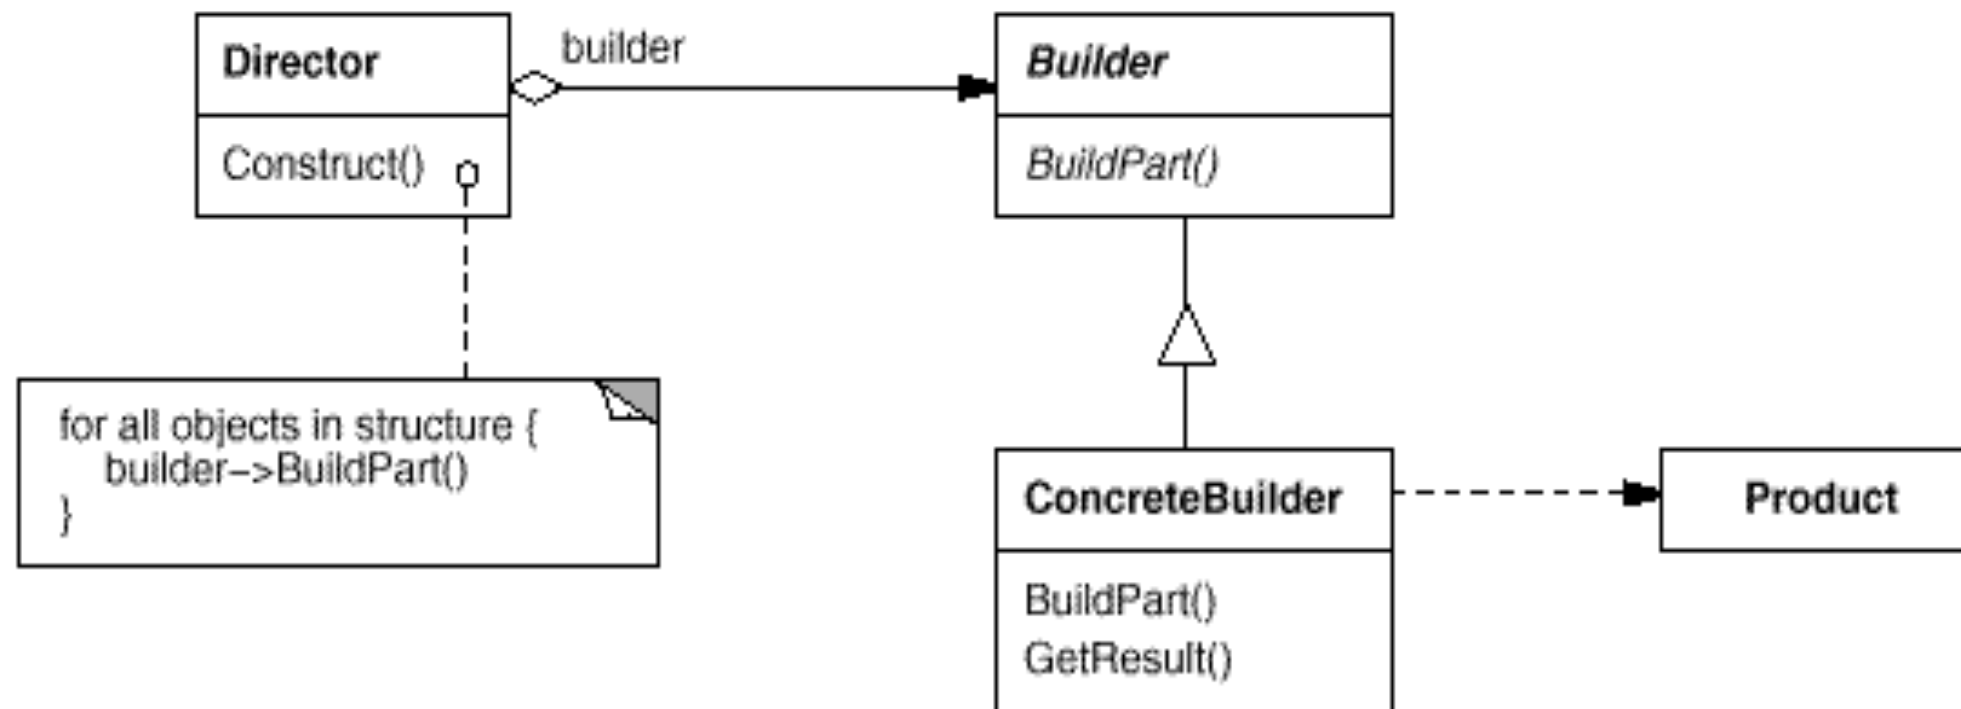 Director
builder
Builder
Construct()
BuildPart()
for all objects in structure {
builder–>BuildPart()
}
ConcreteBuilder
Product
BuildPart()
GetResult()